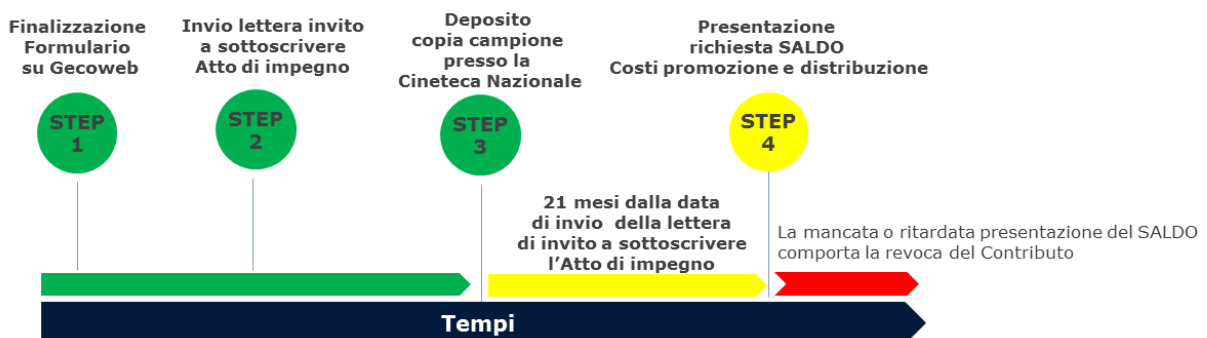 Finalizzazione
Formulario
su Gecoweb
Invio lettera invito
a sottoscrivere
Atto di impegno
Deposito
copia campione
presso la
Cineteca Nazionale
Presentazione
richiesta SALDO
Costi promozione e distribuzione
STEP
1
STEP
2
STEP
3
STEP
4
21 mesi dalla data
di invio della lettera
di invito a sottoscrivere
l'Atto di impegno
La mancata o ritardata presentazione del SALDO
comporta la revoca del Contributo
Tempi